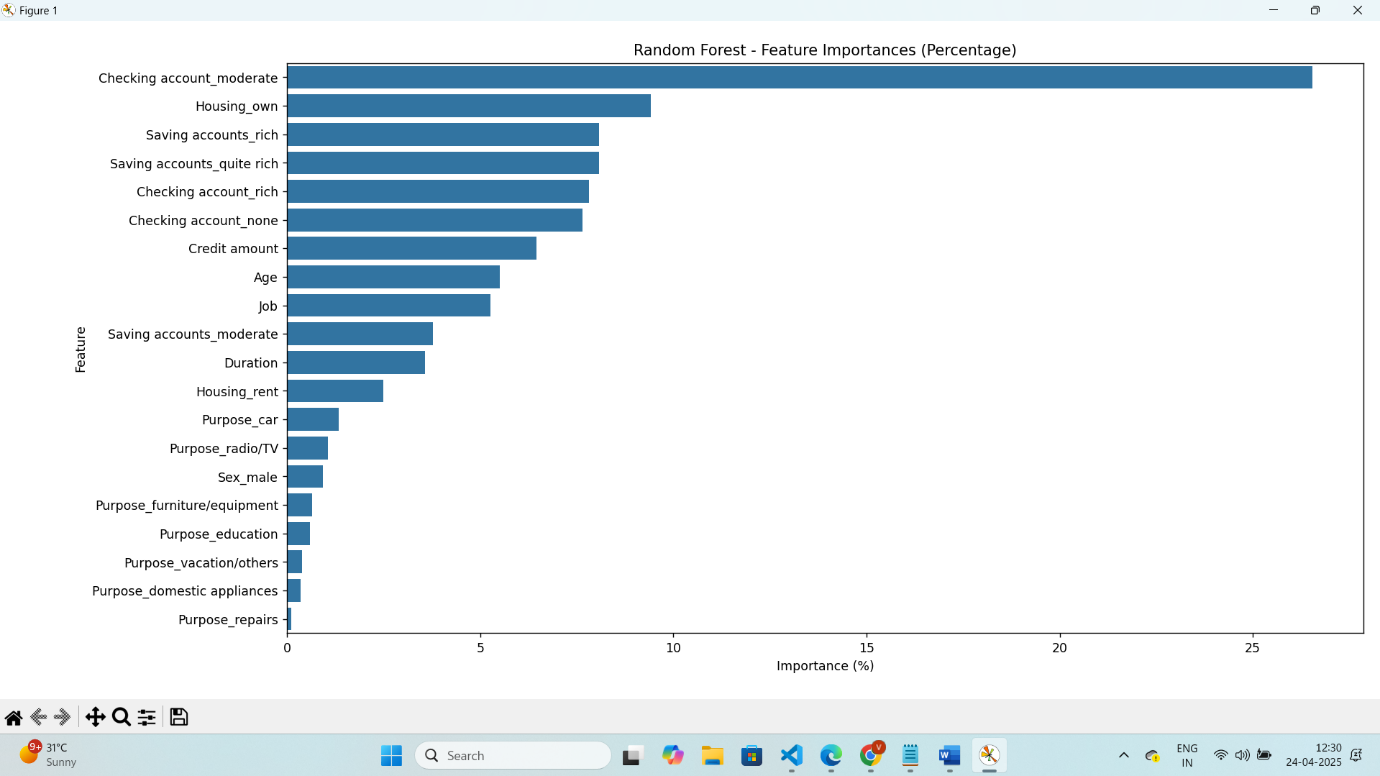 Figure 1
Random Forest - Feature Importances (Percentage)
Checking account_moderate
Housing_own
Saving accounts_rich
Saving accounts_quite rich
Checking account_rich
Checking account_none
Credit amount
Age
Job
Saving accounts_moderate
Duration
Housing_rent
Purpose_car
Purpose_radio/TV
Sex_male
Purpose_furniture/equipment
Purpose_education
Purpose_vacation/others
Purpose_domestic appliances
Purpose_repairs
Feature
0 5 10 15 20 25
Importance (%)
9+
31°C
Sunny
Search
V
ENG
IN
12:30
24-04-2025